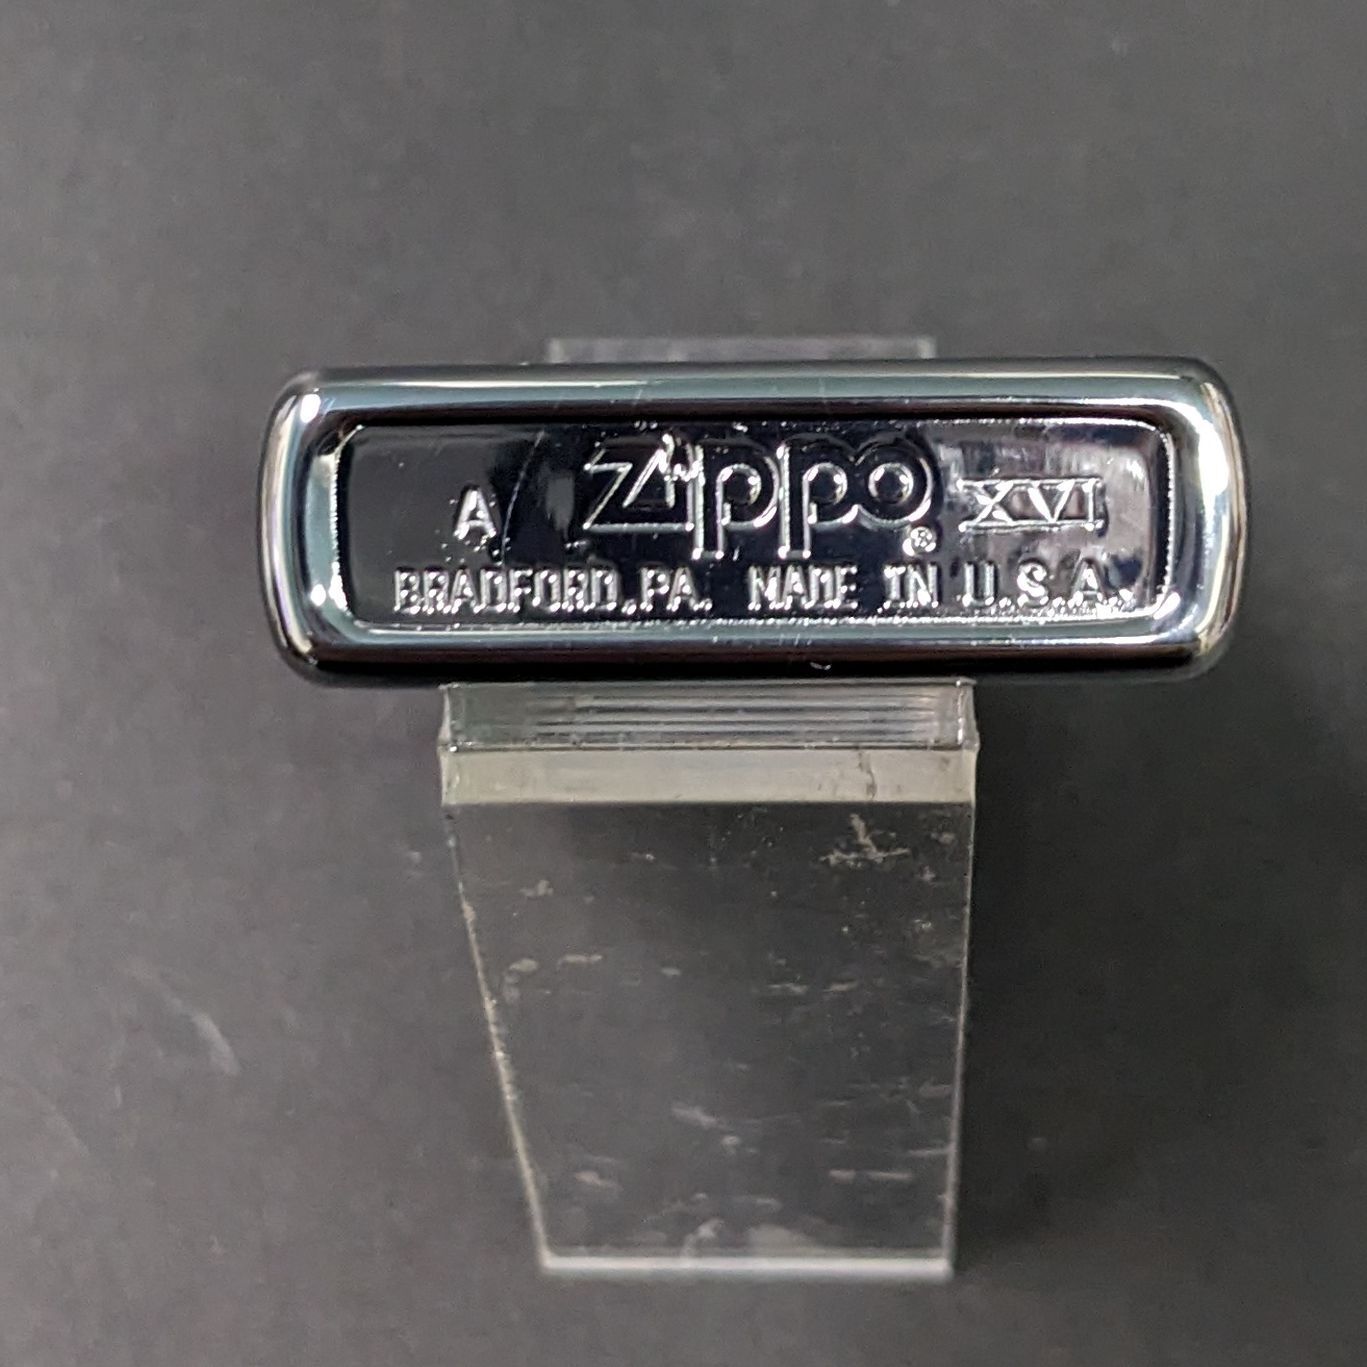 A Zippo® XVI
BRADFORD, PA. MADE IN U.S.A.